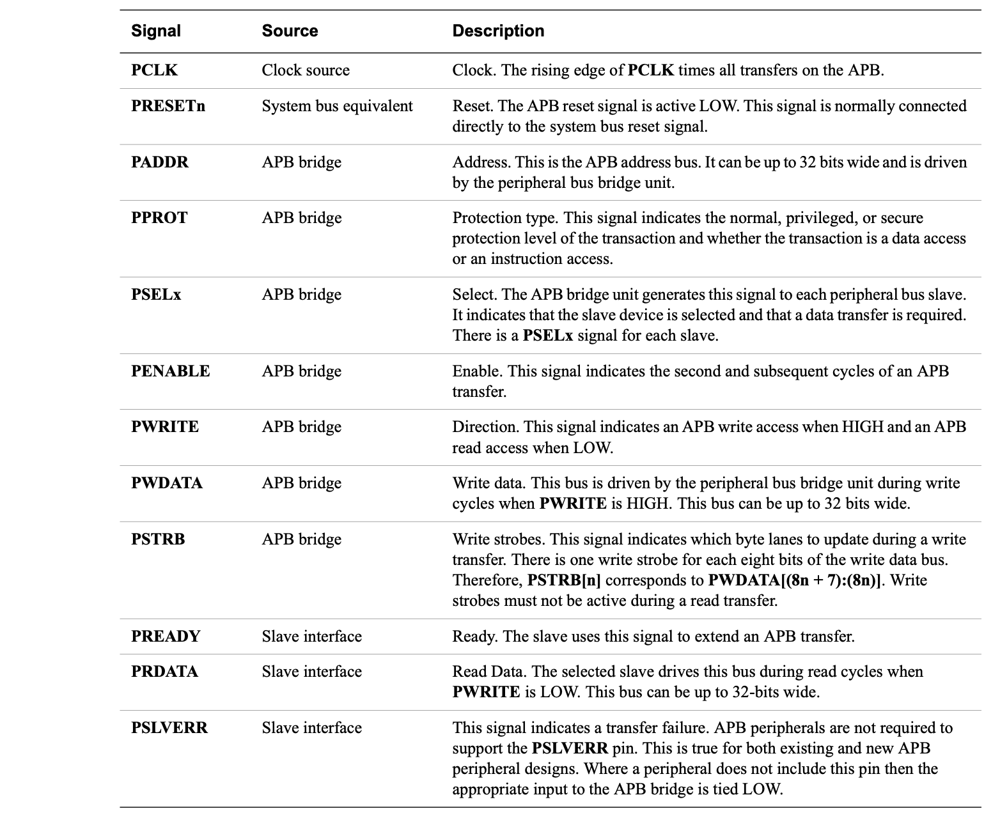 Signal Source Description
PCLK Clock source Clock. The rising edge of PCLK times all transfers on the APB.
PRESETn System bus equivalent Reset. The APB reset signal is active LOW. This signal is normally connected
directly to the system bus reset signal.
PADDR APB bridge Address. This is the APB address bus. It can be up to 32 bits wide and is driven
by the peripheral bus bridge unit.
PPROT APB bridge Protection type. This signal indicates the normal, privileged, or secure
protection level of the transaction and whether the transaction is a data access
or an instruction access.
PSELx APB bridge Select. The APB bridge unit generates this signal to each peripheral bus slave.
It indicates that the slave device is selected and that a data transfer is required.
There is a PSELx signal for each slave.
PENABLE APB bridge Enable. This signal indicates the second and subsequent cycles of an APB
transfer.
PWRITE APB bridge Direction. This signal indicates an APB write access when HIGH and an APB
read access when LOW.
PWDATA APB bridge Write data. This bus is driven by the peripheral bus bridge unit during write
cycles when PWRITE is HIGH. This bus can be up to 32 bits wide.
PSTRB APB bridge Write strobes. This signal indicates which byte lanes to update during a write
transfer. There is one write strobe for each eight bits of the write data bus.
Therefore, PSTRB[n] corresponds to PWDATA[(8n + 7):(8n)]. Write
strobes must not be active during a read transfer.
PREADY Slave interface Ready. The slave uses this signal to extend an APB transfer.
PRDATA Slave interface Read Data. The selected slave drives this bus during read cycles when
PWRITE is LOW. This bus can be up to 32-bits wide.
PSLVERR Slave interface This signal indicates a transfer failure. APB peripherals are not required to
support the PSLVERR pin. This is true for both existing and new APB
peripheral designs. Where a peripheral does not include this pin then the
appropriate input to the APB bridge is tied LOW.